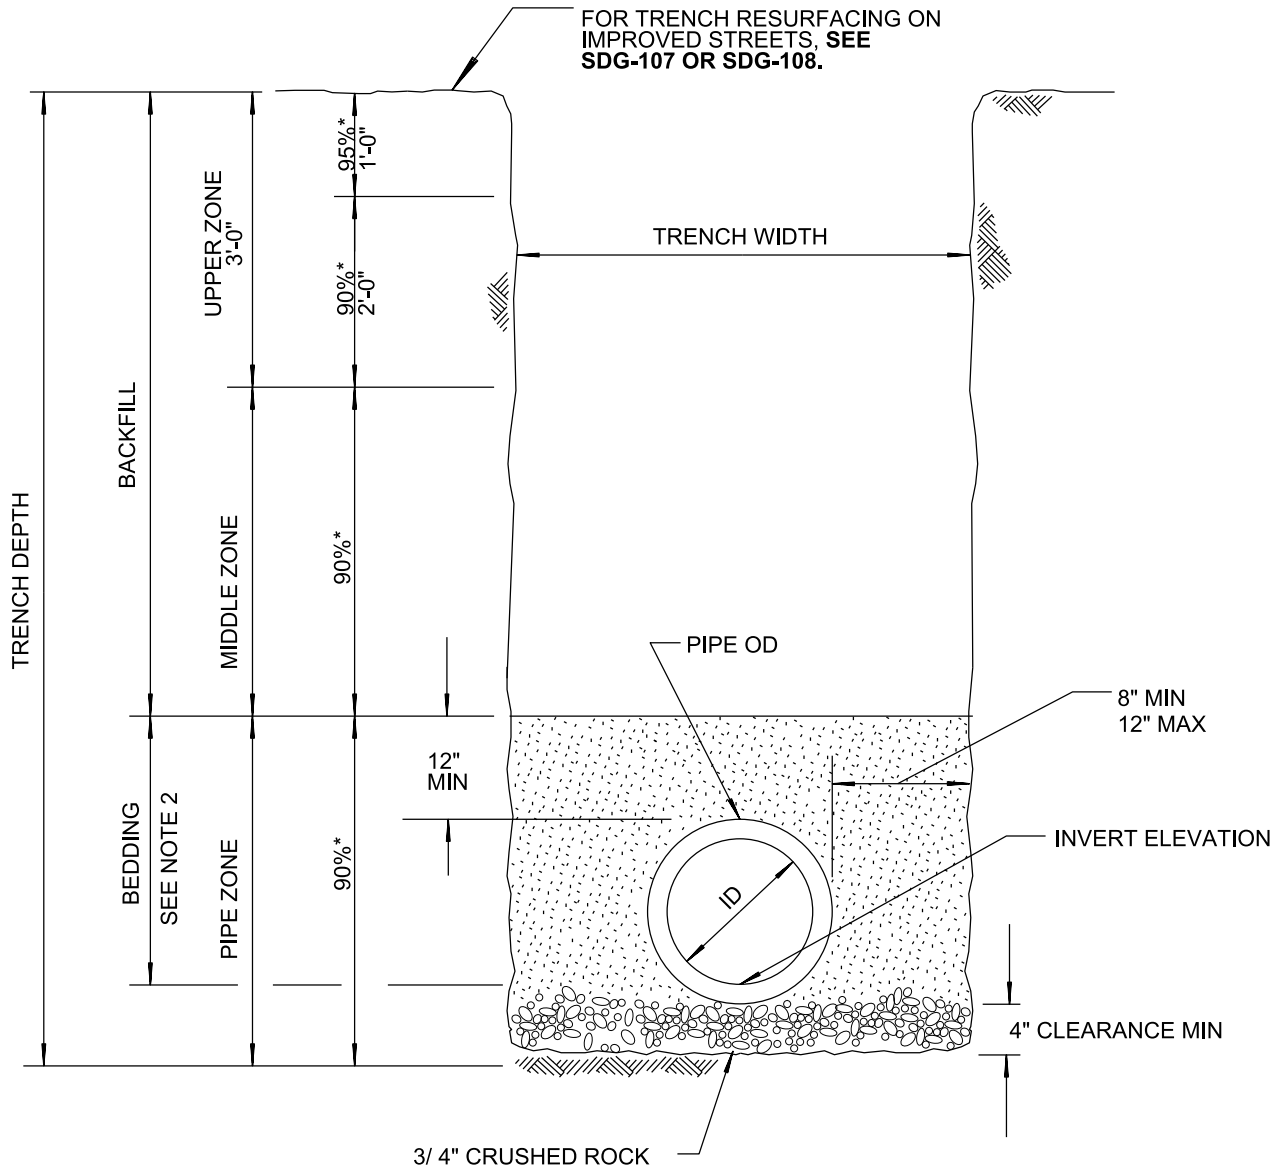 FOR TRENCH RESURFACING ON
IMPROVED STREETS, SEE
SDG-107 OR SDG-108.
95%*
1'-0"
UPPER ZONE
3'-0"
90%*
2'-0"
TRENCH WIDTH
BACKFILL
TRENCH DEPTH
MIDDLE ZONE
90%*
PIPE OD
8" MIN
12" MAX
12"
MIN
BEDDING
SEE NOTE 2
PIPE ZONE
90%*
INVERT ELEVATION
ID
4" CLEARANCE MIN
3/ 4" CRUSHED ROCK